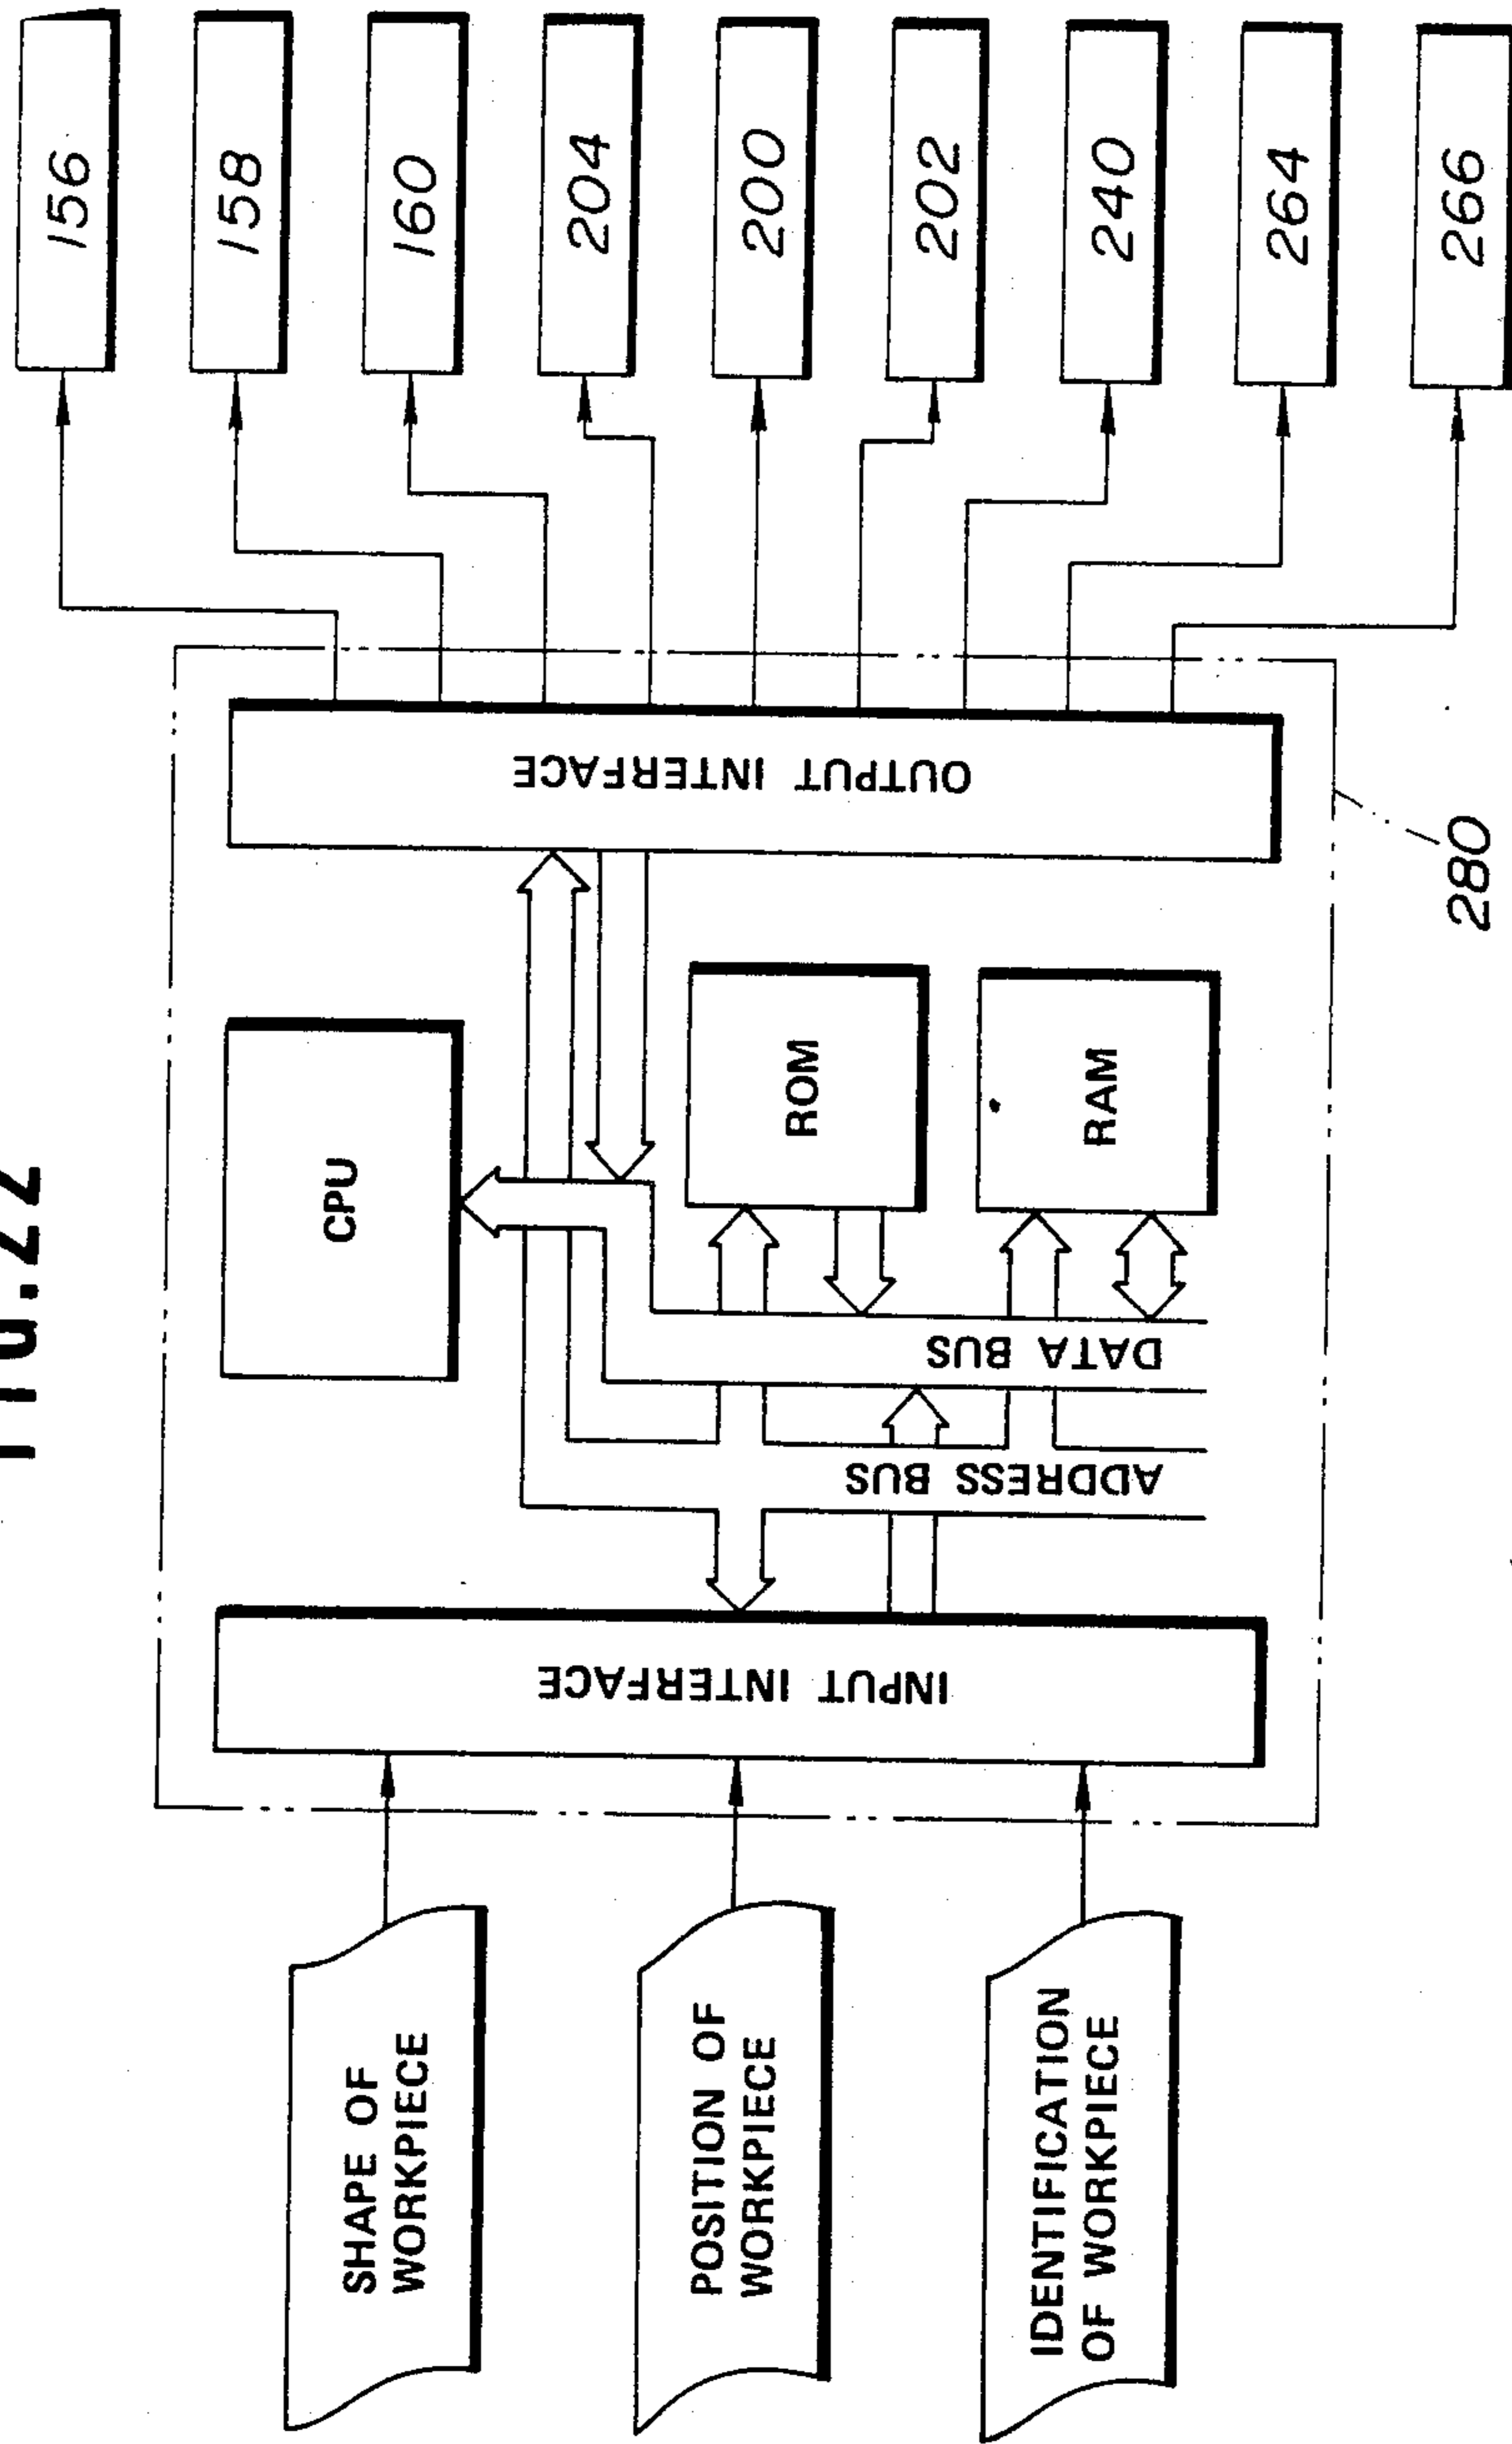 FIG.22
SHAPE OF
WORKPIECE
POSITION OF
WORKPIECE
IDENTIFICATION
OF WORKPIECE
INPUT INTERFACE
ADDRESS BUS
DATA BUS
CPU
ROM
RAM
OUTPUT INTERFACE
280
156
158
160
204
200
202
240
264
266